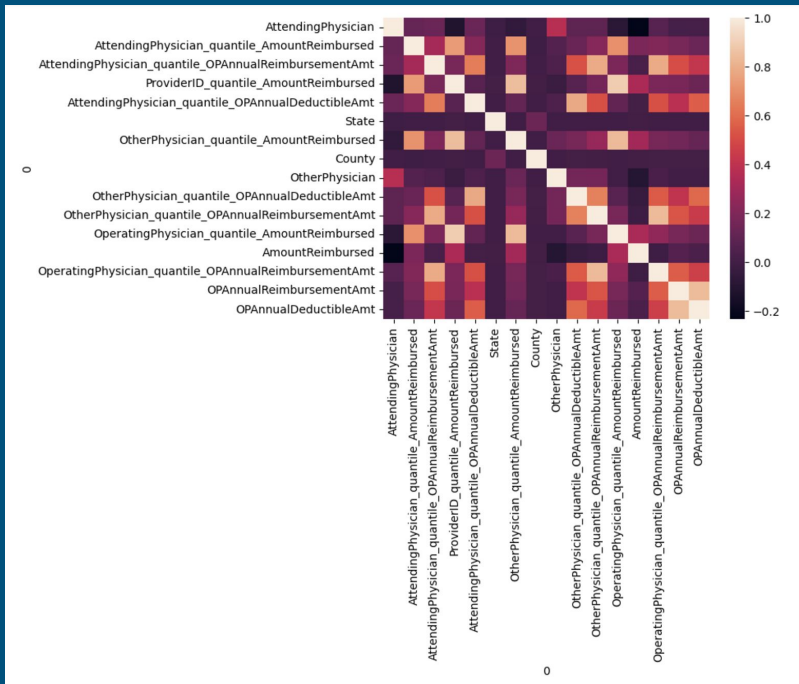 AttendingPhysician
AttendingPhysician_quantile_AmountReimbursed
AttendingPhysician_quantile_OPAnnualReimbursementAmt
ProviderID_quantile_AmountReimbursed
AttendingPhysician_quantile_OPAnnualDeductibleAmt
State
OtherPhysician_quantile_AmountReimbursed
County
OtherPhysician
OtherPhysician_quantile_OPAnnualDeductibleAmt
OtherPhysician_quantile_OPAnnualReimbursementAmt
OperatingPhysician_quantile_AmountReimbursed
AmountReimbursed
OperatingPhysician_quantile_OPAnnualReimbursementAmt
OPAnnualReimbursementAmt
OPAnnualDeductibleAmt
0
1.0
0.8
0.6
0.4
0.2
0.0
−0.2
AttendingPhysician
AttendingPhysician_quantile_AmountReimbursed
AttendingPhysician_quantile_OPAnnualReimbursementAmt
ProviderID_quantile_AmountReimbursed
AttendingPhysician_quantile_OPAnnualDeductibleAmt
State
OtherPhysician_quantile_AmountReimbursed
County
OtherPhysician
OtherPhysician_quantile_OPAnnualDeductibleAmt
OtherPhysician_quantile_OPAnnualReimbursementAmt
OperatingPhysician_quantile_AmountReimbursed
AmountReimbursed
OperatingPhysician_quantile_OPAnnualReimbursementAmt
OPAnnualReimbursementAmt
OPAnnualDeductibleAmt
0